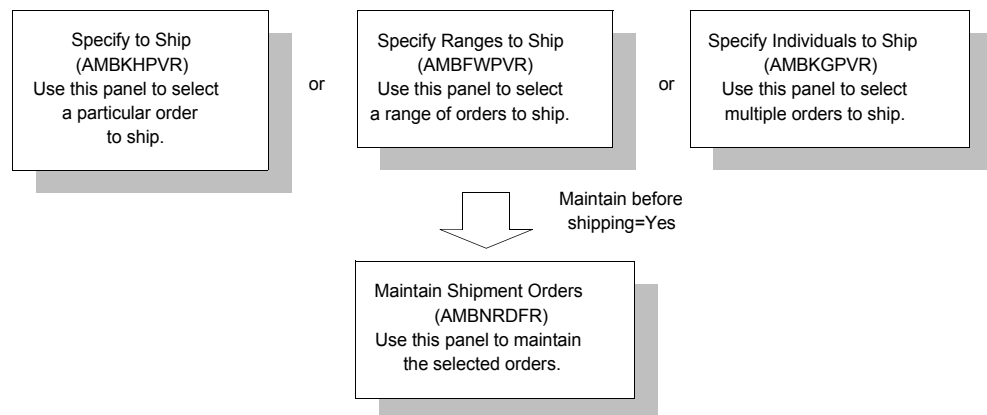 Specify to Ship
(AMBKHPVR)
Use this panel to select
a particular order
to ship.
or
Specify Ranges to Ship
(AMBFWPVR)
Use this panel to select
a range of orders to ship.
or
Specify Individuals to Ship
(AMBKGPVR)
Use this panel to select
multiple orders to ship.
Maintain before
shipping=Yes
Maintain Shipment Orders
(AMBNRDFR)
Use this panel to maintain
the selected orders.